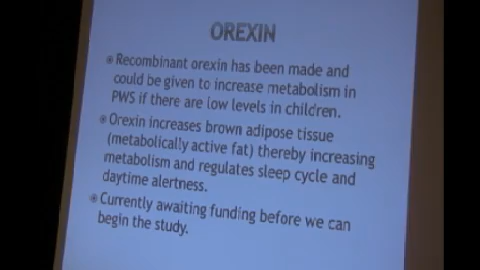 OREXIN
Recombinant orexin has been made and
could be given to increase metabolism in
PWS if there are low levels in children.
Orexin increases brown adipose tissue
(metabolically active fat) thereby increasing
metabolism and regulates sleep cycle and
daytime alertness.
Currently awaiting funding before we can
begin the study.